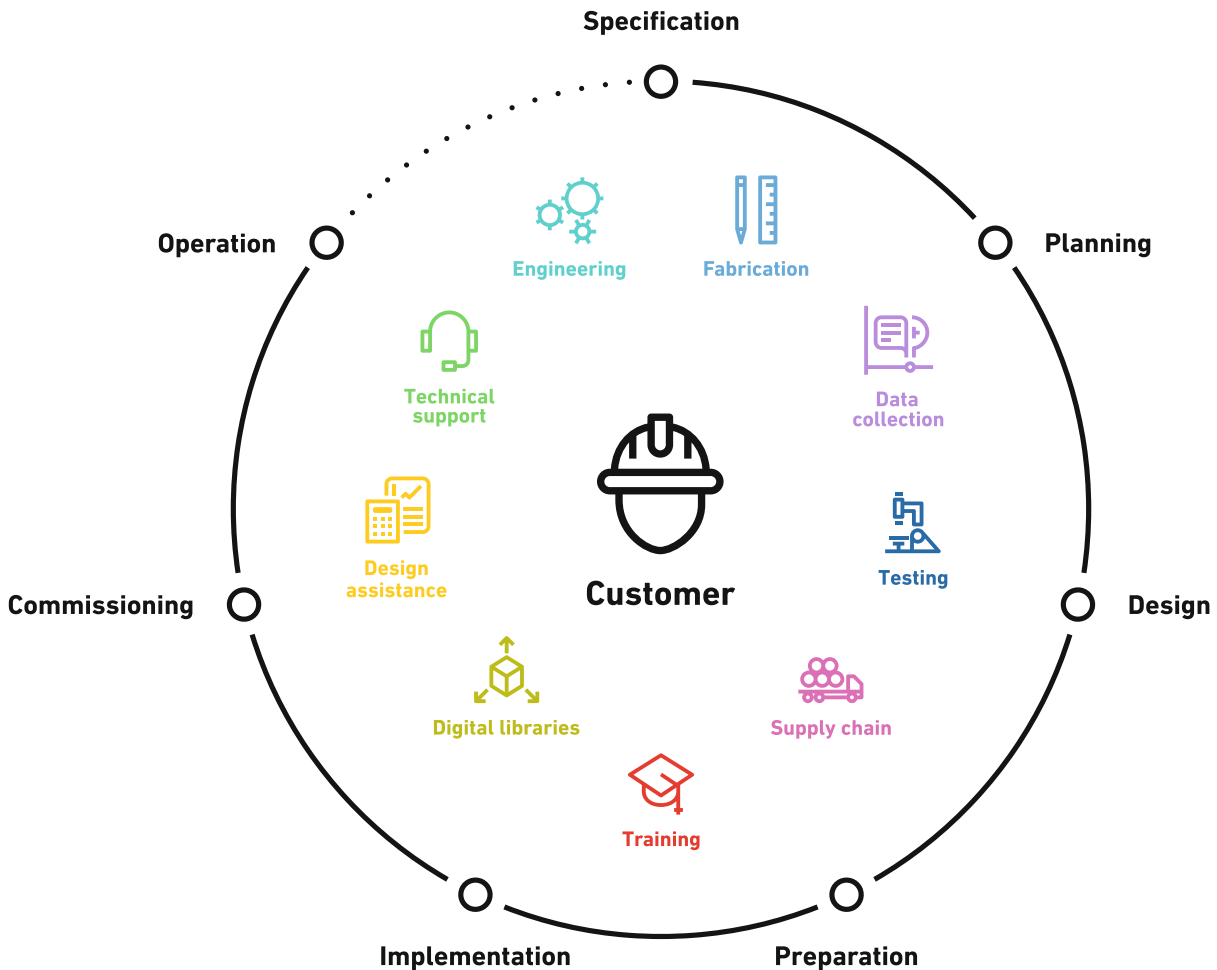 Specification
Operation
Planning
Engineering
Fabrication
Technical
support
Data
collection
Design
assistance
Testing
Customer
Commissioning
Design
Digital libraries
Supply chain
Training
Implementation
Preparation